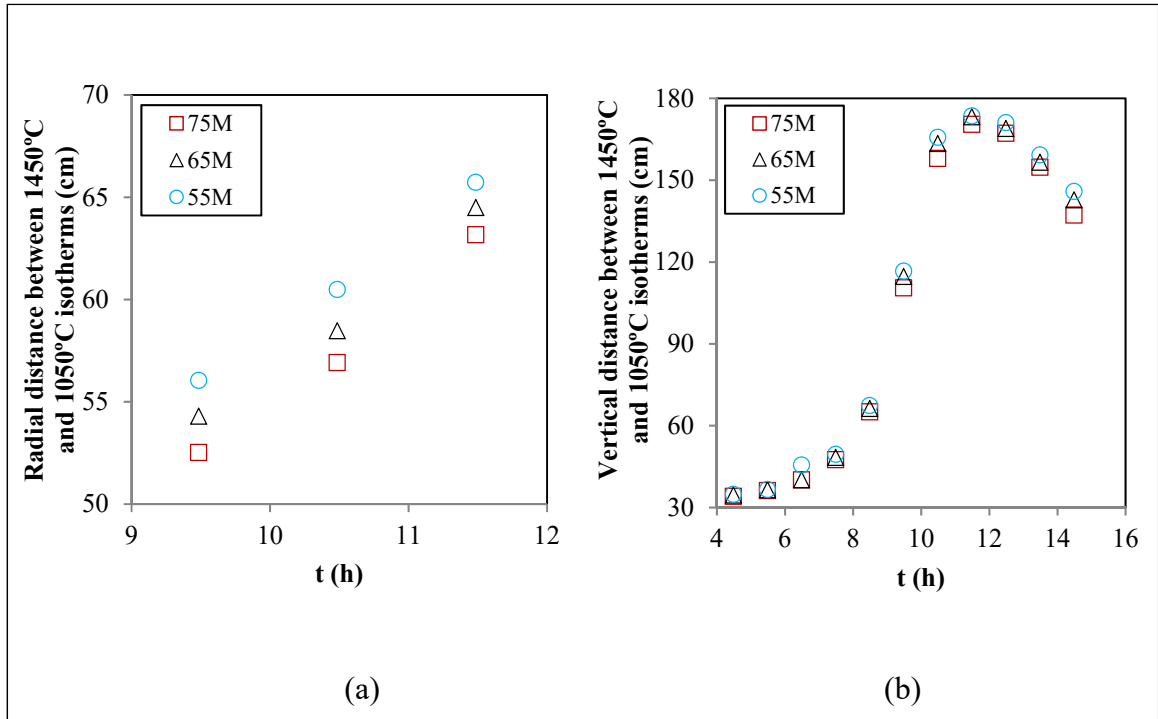 Radial distance between 1450ºC
and 1050ºC isotherms (cm)
70
65
60
55
50
75M
65M
55M
9
10
11
12
t (h)
(a)
Vertical distance between 1450ºC
and 1050ºC isotherms (cm)
180
150
120
90
60
30
75M
65M
55M
4
6
8
10
12
14
16
t (h)
(b)